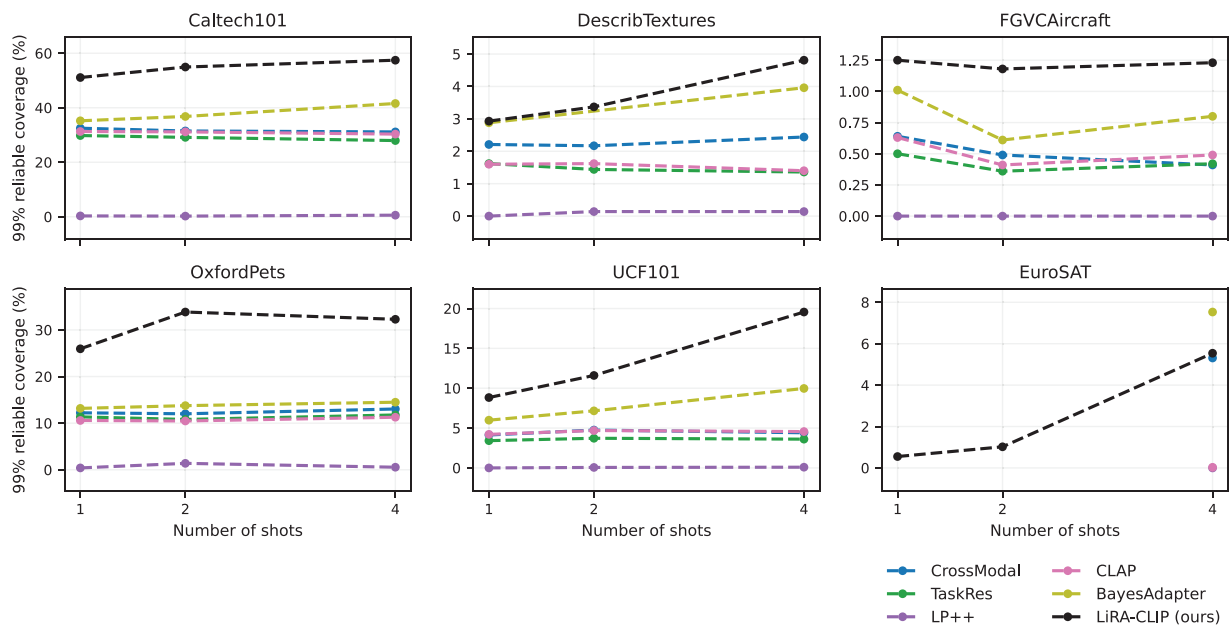 Caltech101
DescribTextures
FGVCAircraft
99% reliable coverage (%)
60
40
20
0
5
4
3
2
1
0
1.25
1.00
0.75
0.50
0.25
0.00
OxfordPets
UCF101
EuroSAT
99% reliable coverage (%)
30
20
10
0
20
15
10
5
0
8
6
4
2
0
1 2 4
1 2 4
1 2 4
Number of shots
Number of shots
Number of shots
CrossModal
TaskRes
LP++
CLAP
BayesAdapter
LiRA-CLIP (ours)